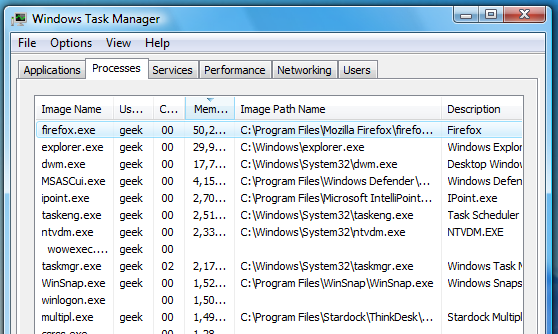 Windows Task Manager
File Options View Help
Applications Processes Services Performance Networking Users
Image Name Us... C... Mem... Image Path Name Description
firefox.exe geek 00 50,2... C:\Program Files\Mozilla Firefox\firefo... Firefox
explorer.exe geek 00 29,9... C:\Windows\explorer.exe Windows Explor
dwm.exe geek 00 17,7... C:\Windows\System32\dwm.exe Desktop Window
MSASCui.exe geek 00 4,15... C:\Program Files\Windows Defender\... Windows Defen
ipoint.exe geek 00 2,70... C:\Program Files\Microsoft IntelliPoint... IPoint.exe
taskeng.exe geek 00 2,51... C:\Windows\System32\taskeng.exe Task Scheduler
ntvdm.exe geek 00 2,33... C:\Windows\System32\ntvdm.exe NTVDM.EXE
wowexec.... geek 00
taskmgr.exe geek 02 2,17... C:\Windows\System32\taskmgr.exe Windows Task M
WinSnap.exe geek 00 1,52... C:\Program Files\WinSnap\WinSnap.exe Windows Snaps
winlogon.exe 00 1,50...
multipl.exe geek 00 1,49... C:\Program Files\Stardock\ThinkDesk\... Stardock Multipl